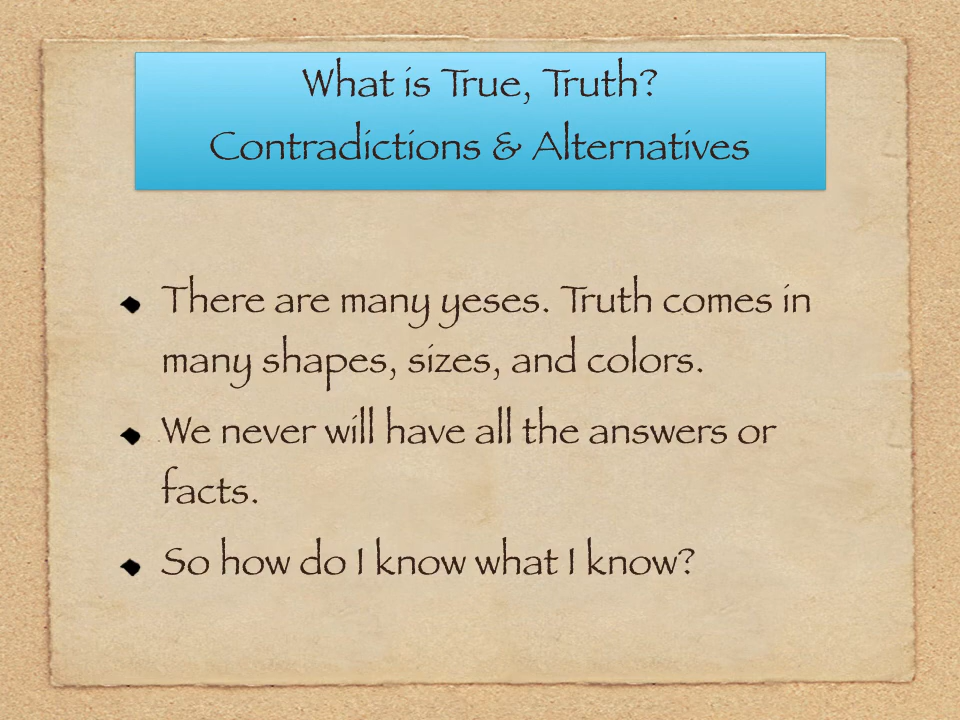 What is True, Truth?
Contradictions & Alternatives
There are many yeses. Truth comes in
many shapes, sizes, and colors.
We never will have all the answers or
facts.
So how do I know what I know?